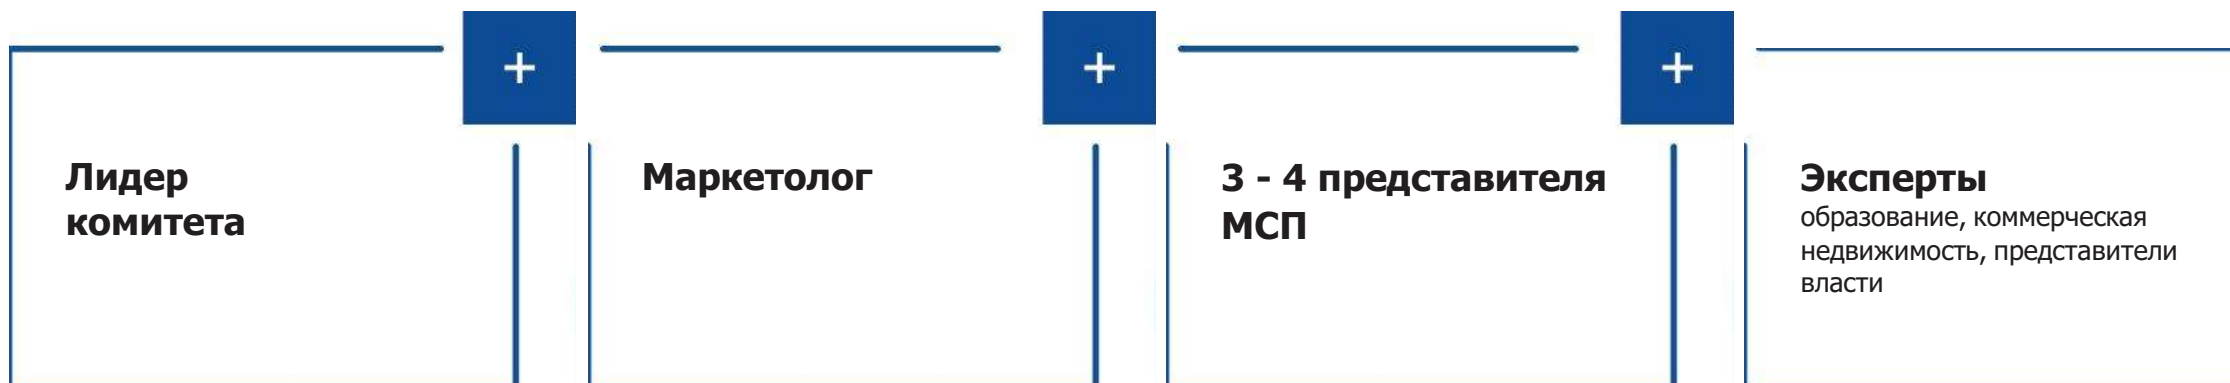 +
+
+
Лидер
комитета
Маркетолог
3 - 4 представителя
МСП
Эксперты
образование, коммерческая
недвижимость, представители
власти